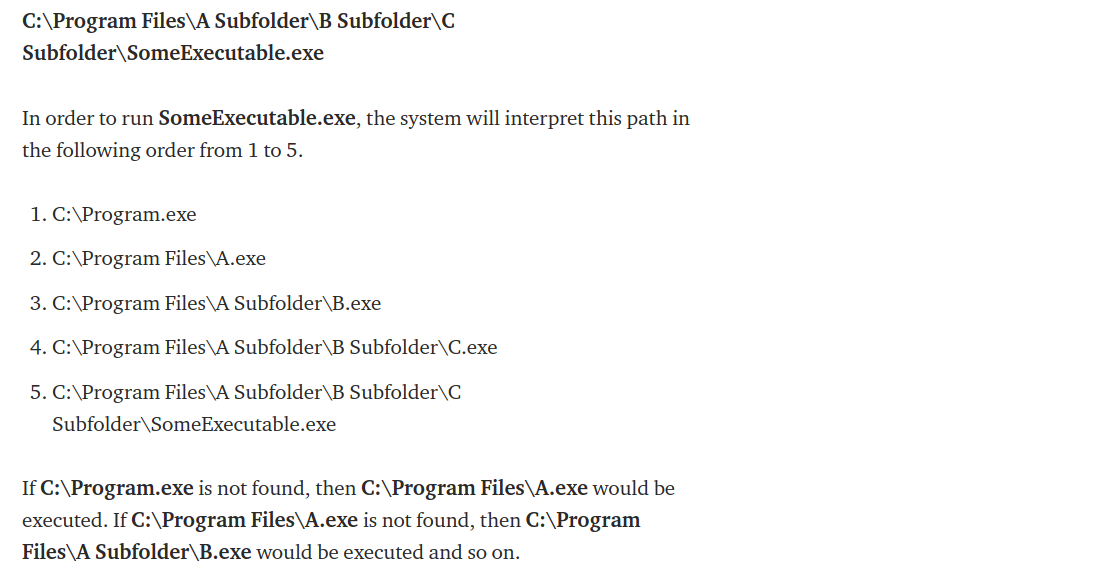 C:\Program Files\A Subfolder\B Subfolder\C
Subfolder\SomeExecutable.exe
In order to run SomeExecutable.exe, the system will interpret this path in
the following order from 1 to 5.
1. C:\Program.exe
2. C:\Program Files\A.exe
3. C:\Program Files\A Subfolder\B.exe
4. C:\Program Files\A Subfolder\B Subfolder\C.exe
5. C:\Program Files\A Subfolder\B Subfolder\C
Subfolder\SomeExecutable.exe
If C:\Program.exe is not found, then C:\Program Files\A.exe would be
executed. If C:\Program Files\A.exe is not found, then C:\Program
Files\A Subfolder\B.exe would be executed and so on.